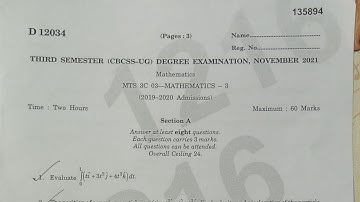 135894
D 12034
(Pages : 3)
Name
Reg. No.
THIRD SEMESTER (CBCSS-UG) DEGREE EXAMINATION, NOVEMBER 2021
Mathematics
MTS 3C 03—MATHEMATICS – 3
(2019–2020 Admissions)
Time : Two Hours
Maximum : 60 Marks
Section A
Answer at least eight questions.
Each question carries 3 marks.
All questions can be attended.
Overall Ceiling 24.
1. Evaluate